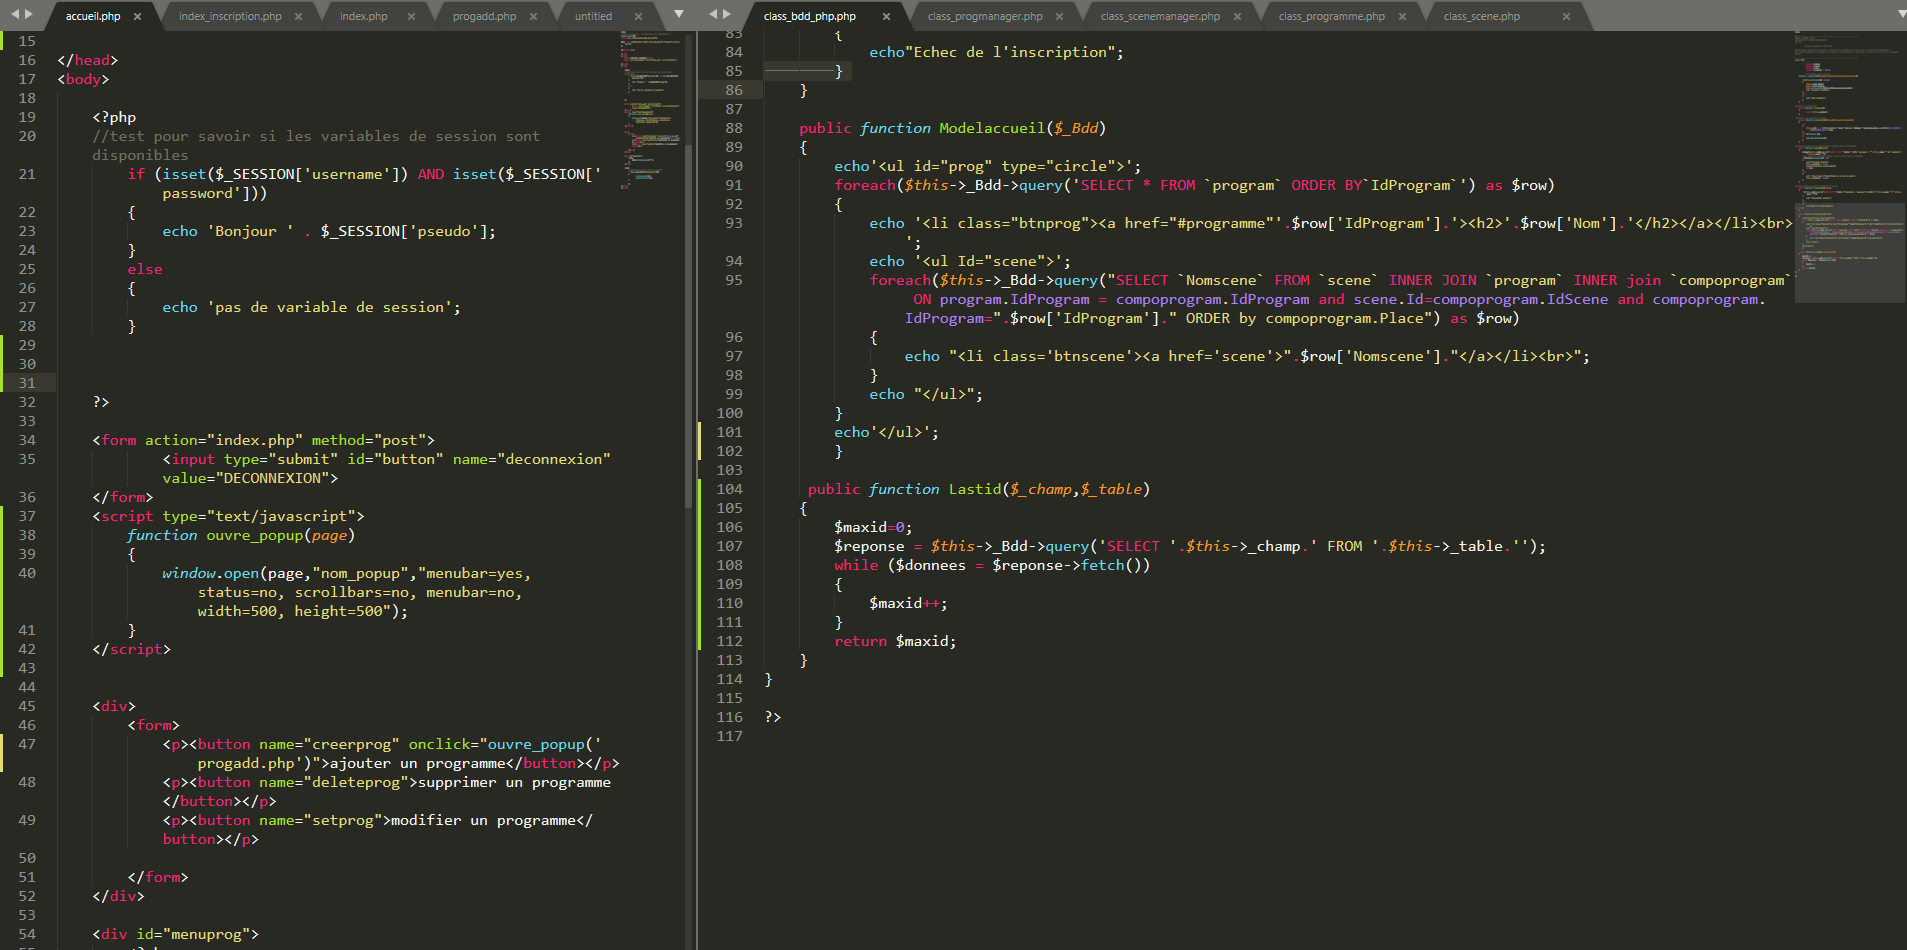 accueil.php × index_inscription.php × index.php × progadd.php × untitled ×
15
16 </head>
17 <body>
18
19 <?php
20 //test pour savoir si les variables de session sont
disponibles
21 if (isset($_SESSION['username']) AND isset($_SESSION['
password']))
22 {
23 echo 'Bonjour ' . $_SESSION['pseudo'];
24 }
25 else
26 {
27 echo 'pas de variable de session';
28 }
29
30
31
32 ?>
33
34 <form action="index.php" method="post">
35 <input type="submit" id="button" name="deconnexion"
value="DECONNEXION">
36 </form>
37 <script type="text/javascript">
38 function ouvre_popup(page)
39 {
40 window.open(page,"nom_popup","menubar=yes,
status=no, scrollbars=no, menubar=no,
width=500, height=500");
41 }
42 </script>
43
44
45 <div>
46 <form>
47 <p><button name="creerprog" onclick="ouvre_popup('
progadd.php')">ajouter un programme</button></p>
48 <p><button name="deleteprog">supprimer un programme
</button></p>
49 <p><button name="setprog">modifier un programme</
button></p>
50
51 </form>
52 </div>
53
54 <div id="menuprog">
class_bdd_php.php × class_progmanager.php × class_scenemanager.php × class_programme.php × class_scene.php ×
83 {
84 echo"Echec de l'inscription";
85 }
86 }
87
88 public function Modelaccueil($_Bdd)
89 {
90 echo'<ul id="prog" type="circle">';
91 foreach($this->_Bdd->query('SELECT * FROM `program` ORDER BY`IdProgram`') as $row)
92 {
93 echo '<li class="btnprog"><a href="#programme"'.$row['IdProgram'].'><h2>'.$row['Nom'].'</h2></a></li><br>
';
94 echo '<ul Id="scene">';
95 foreach($this->_Bdd->query("SELECT `Nomscene` FROM `scene` INNER JOIN `program` INNER join `compoprogram`
ON program.IdProgram = compoprogram.IdProgram and scene.Id=compoprogram.IdScene and compoprogram.
IdProgram=".$row['IdProgram']." ORDER by compoprogram.Place") as $row)
96 {
97 echo "<li class='btnscene'><a href='scene'>".$row['Nomscene']."</a></li><br>";
98 }
99 echo "</ul>";
100 }
101 echo'</ul>';
102 }
103
104 public function Lastid($_champ,$_table)
105 {
106 $maxid=0;
107 $reponse = $this->_Bdd->query('SELECT '.$this->_champ.' FROM '.$this->_table.'');
108 while ($donnees = $reponse->fetch())
109 {
110 $maxid++;
111 }
112 return $maxid;
113 }
114 }
115
116 ?>
117